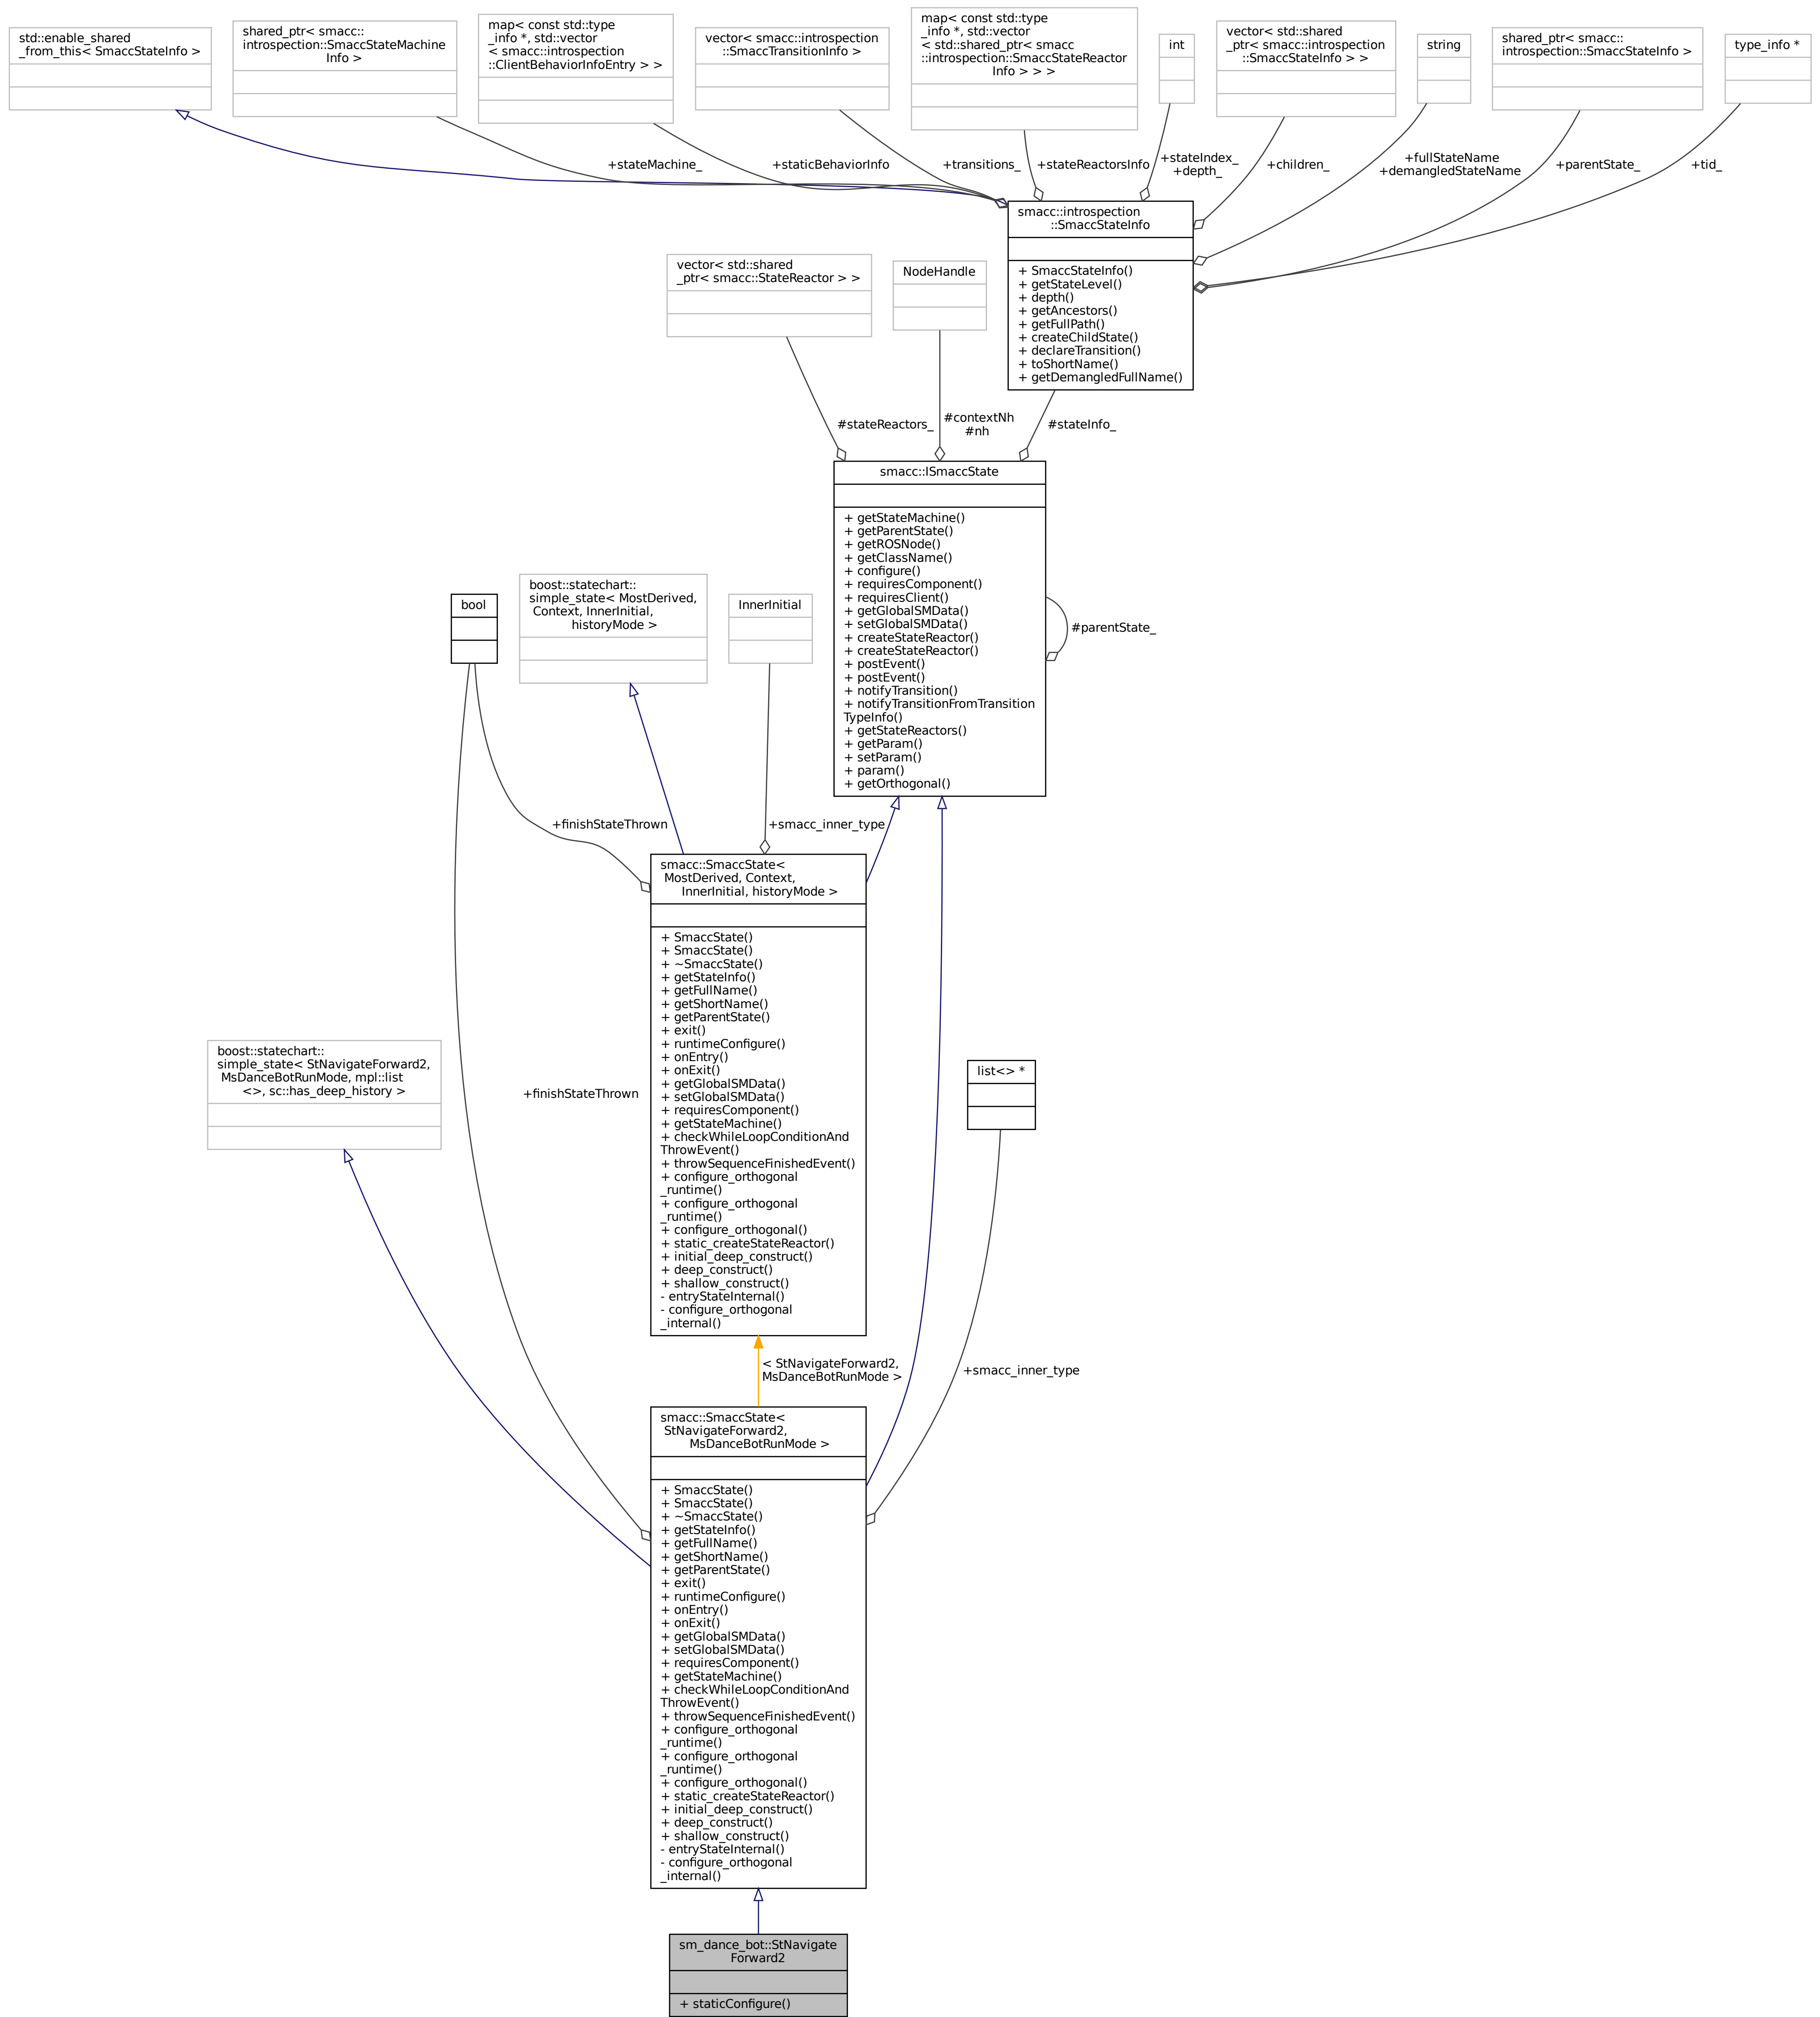 std::enable_shared
_from_this< SmaccStateInfo >
shared_ptr< smacc::
introspection::SmaccStateMachine
Info >
map< const std::type
_info *, std::vector
< smacc::introspection
::ClientBehaviorInfoEntry > >
vector< smacc::introspection
::SmaccTransitionInfo >
map< const std::type
_info *, std::vector
< std::shared_ptr< smacc
::introspection::SmaccStateReactor
Info > > >
int
vector< std::shared
_ptr< smacc::introspection
::SmaccStateInfo > >
string
shared_ptr< smacc::
introspection::SmaccStateInfo >
type_info *
+stateMachine_
+staticBehaviorInfo
+transitions_
+stateReactorsInfo
+stateIndex_
+depth_
+children_
+fullStateName
+demangledStateName
+parentState_
+tid_
smacc::introspection
::SmaccStateInfo
+ SmaccStateInfo()
+ getStateLevel()
+ depth()
+ getAncestors()
+ getFullPath()
+ createChildState()
+ declareTransition()
+ toShortName()
+ getDemangledFullName()
vector< std::shared
_ptr< smacc::StateReactor > >
NodeHandle
#stateReactors_
#contextNh
#nh
#stateInfo_
smacc::ISmaccState
+ getStateMachine()
+ getParentState()
+ getROSNode()
+ getClassName()
+ configure()
+ requiresComponent()
+ requiresClient()
+ getGlobalSMData()
+ setGlobalSMData()
+ createStateReactor()
+ createStateReactor()
+ postEvent()
+ postEvent()
+ notifyTransition()
+ notifyTransitionFromTransition
TypeInfo()
+ getStateReactors()
+ getParam()
+ setParam()
+ param()
+ getOrthogonal()
#parentState_
bool
boost::statechart::
simple_state< MostDerived,
Context, InnerInitial,
historyMode >
InnerInitial
+finishStateThrown
+smacc_inner_type
smacc::SmaccState<
MostDerived, Context,
InnerInitial, historyMode >
+ SmaccState()
+ SmaccState()
+ ~SmaccState()
+ getStateInfo()
+ getFullName()
+ getShortName()
+ getParentState()
+ exit()
+ runtimeConfigure()
+ onEntry()
+ onExit()
+ getGlobalSMData()
+ setGlobalSMData()
+ requiresComponent()
+ getStateMachine()
+ checkWhileLoopConditionAnd
ThrowEvent()
+ throwSequenceFinishedEvent()
+ configure_orthogonal
_runtime()
+ configure_orthogonal
_runtime()
+ configure_orthogonal()
+ static_createStateReactor()
+ initial_deep_construct()
+ deep_construct()
+ shallow_construct()
- entryStateInternal()
- configure_orthogonal
_internal()
boost::statechart::
simple_state< StNavigateForward2,
MsDanceBotRunMode, mpl::list
<>, sc::has_deep_history >
+finishStateThrown
list<> *
< StNavigateForward2,
MsDanceBotRunMode >
+smacc_inner_type
smacc::SmaccState<
StNavigateForward2,
MsDanceBotRunMode >
+ SmaccState()
+ SmaccState()
+ ~SmaccState()
+ getStateInfo()
+ getFullName()
+ getShortName()
+ getParentState()
+ exit()
+ runtimeConfigure()
+ onEntry()
+ onExit()
+ getGlobalSMData()
+ setGlobalSMData()
+ requiresComponent()
+ getStateMachine()
+ checkWhileLoopConditionAnd
ThrowEvent()
+ throwSequenceFinishedEvent()
+ configure_orthogonal
_runtime()
+ configure_orthogonal
_runtime()
+ configure_orthogonal()
+ static_createStateReactor()
+ initial_deep_construct()
+ deep_construct()
+ shallow_construct()
- entryStateInternal()
- configure_orthogonal
_internal()
sm_dance_bot::StNavigate
Forward2
+ staticConfigure()